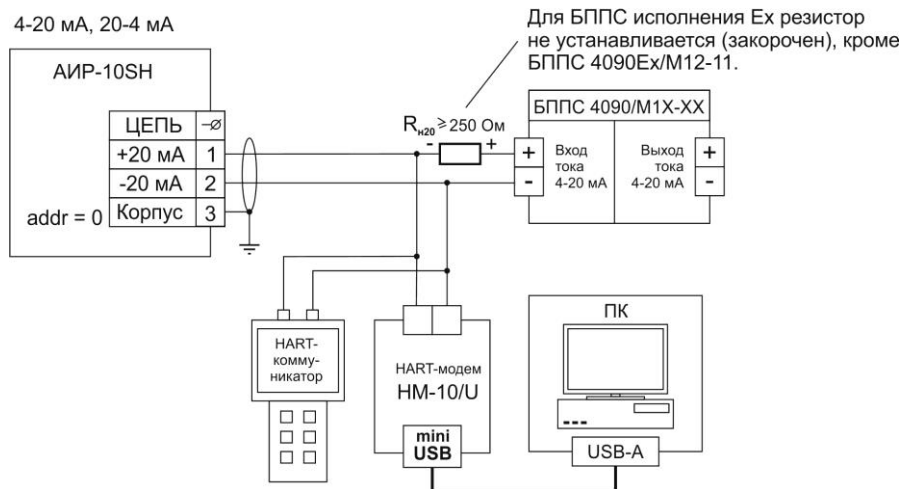 4-20 мА, 20-4 мА
Для БППС исполнения Ex резистор
не устанавливается (закорочен), кроме
БППС 4090Ex/M12-11.
АИР-10SH
ЦЕПЬ
+20 мА 1
-20 мА 2
addr = 0 Корпус 3
Rн20 ⩾ 250 Ом
- +
БППС 4090/M1X-XX
+ Вход тока 4-20 мА -
Выход тока 4-20 мА + -
HART-
комму-
никатор
HART-модем
HM-10/U
mini
USB
ПК
USB-A